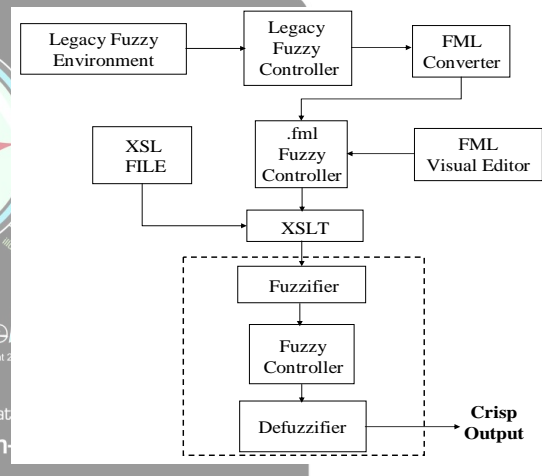 Legacy Fuzzy
Environment
Legacy
Fuzzy
Controller
FML
Converter
XSL
FILE
.fml
Fuzzy
Controller
FML
Visual Editor
XSLT
Fuzzifier
Fuzzy
Controller
Defuzzifier
Crisp
Output